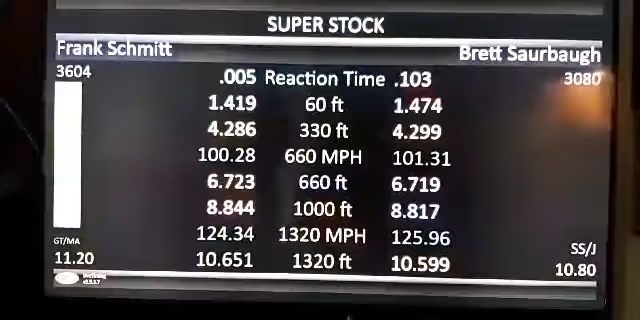 SUPER STOCK
Frank Schmitt Brett Saurbaugh
3604 .005 Reaction Time .103 3080
1.419 60 ft 1.474
4.286 330 ft 4.299
100.28 660 MPH 101.31
6.723 660 ft 6.719
8.844 1000 ft 8.817
GT/MA 124.34 1320 MPH 125.96 SS/J
11.20 10.651 1320 ft 10.599 10.80